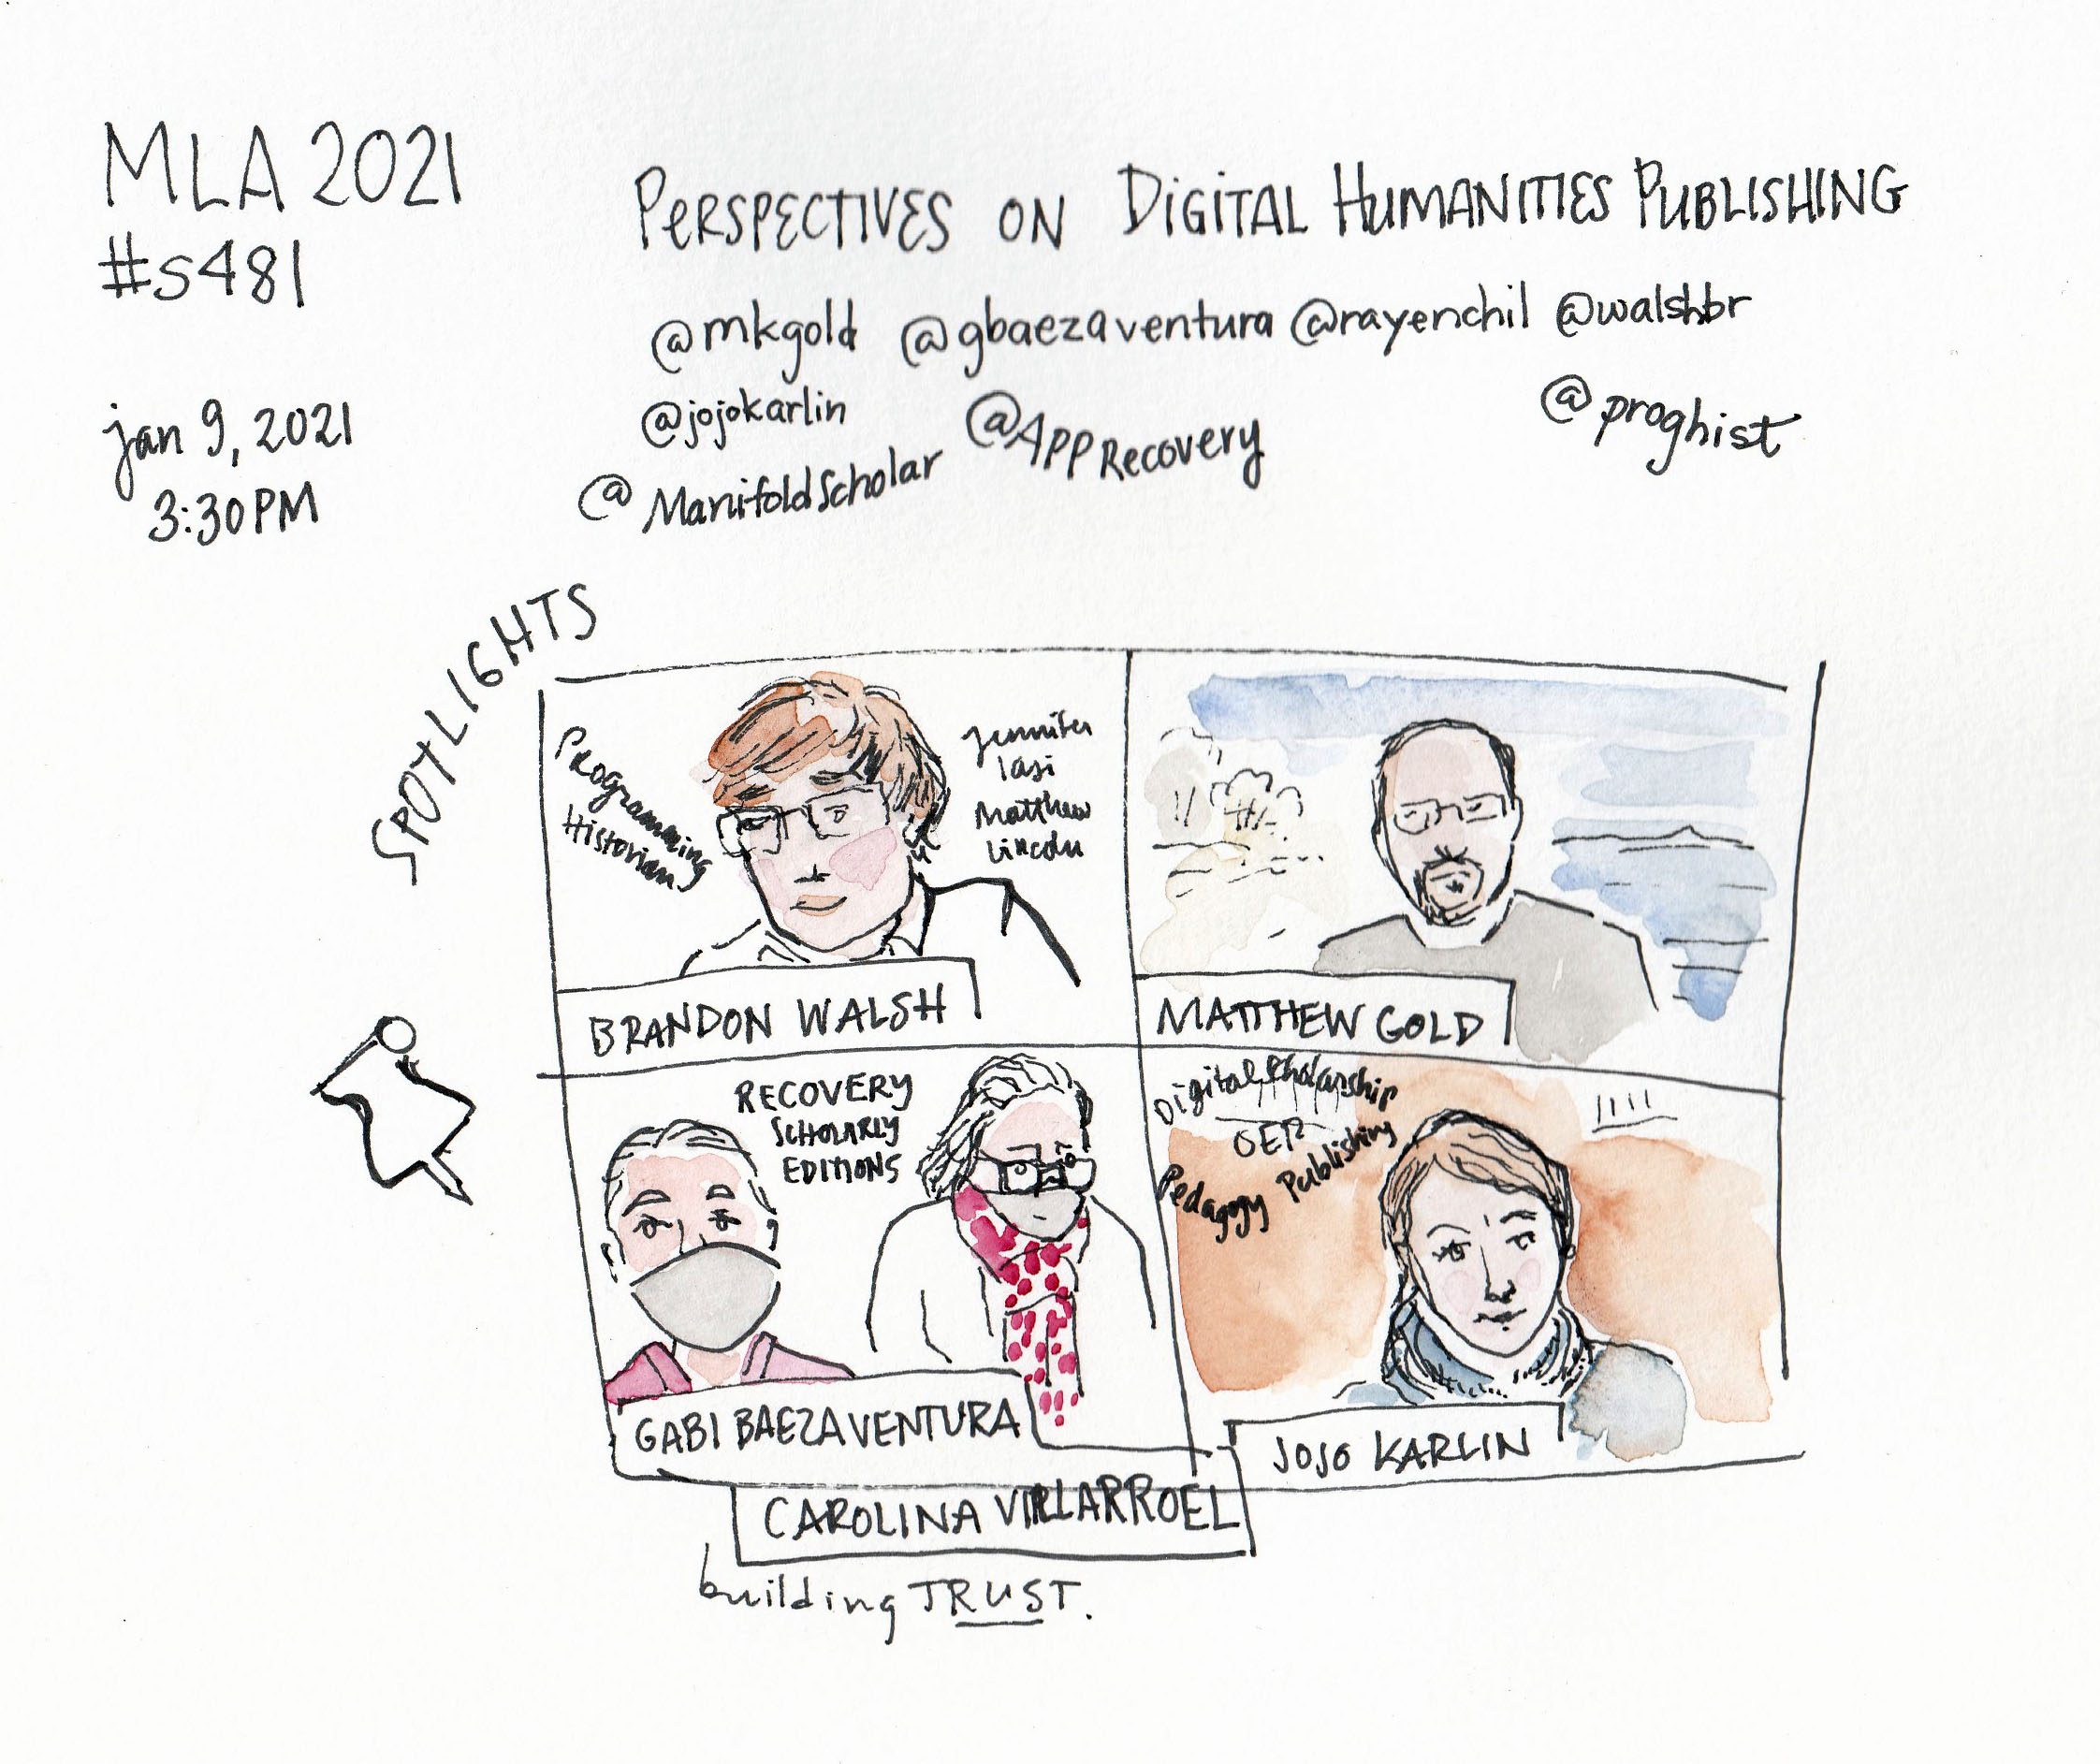 MLA 2021
#s481
jan 9, 2021
3:30PM
PERSPECTIVES ON DIGITAL HUMANITIES PUBLISHING
@mkgold @gbaezaventura @rayenchil @walshbr
@jojokarlin @APPRecovery @proghist
@ManifoldScholar
SPOTLIGHTS
Programming
Historian
Jennifer
Isasi
Matthew
Lincoln
BRANDON WALSH
MATTHEW GOLD
RECOVERY
SCHOLARLY
EDITIONS
GABI BAEZA VENTURA
CAROLINA VILLARROEL
Digital Scholarship
OER
Pedagogy Publishing
JOJO KARLIN
building TRUST.